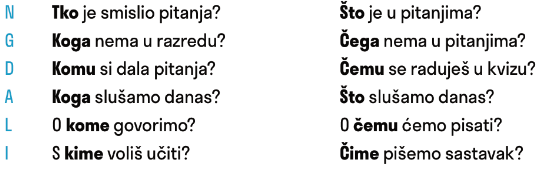 N Tko je smislio pitanja? Što je u pitanjima?
G Koga nema u razredu? Čega nema u pitanjima?
D Komu si dala pitanja? Čemu se raduješ u kvizu?
A Koga slušamo danas? Što slušamo danas?
L O kome govorimo? O čemu ćemo pisati?
I S kime voliš učiti? Čime pišemo sastavak?